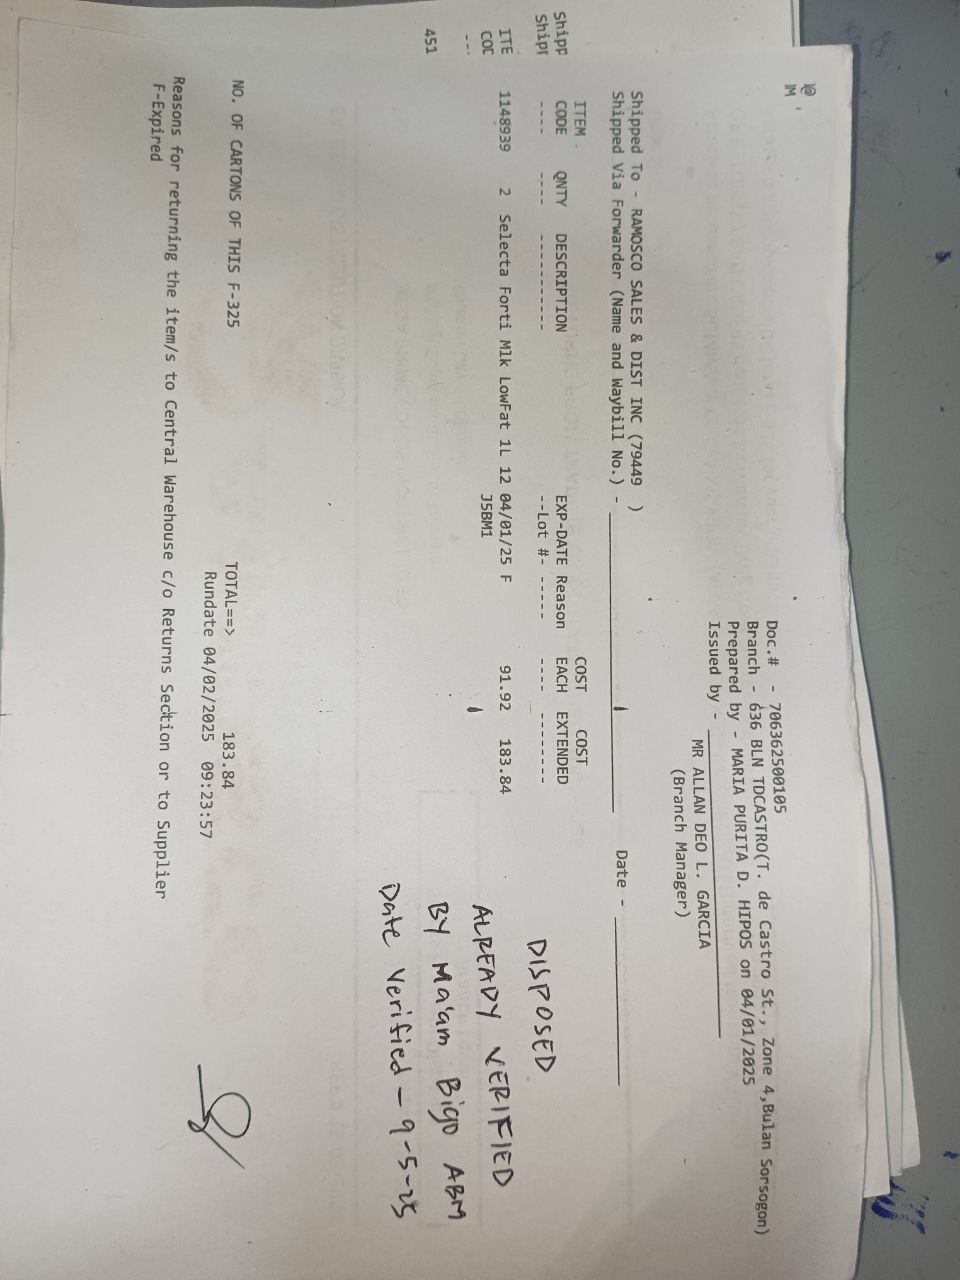 Doc.# - 706362500105
Branch - 636 BLN TDCASTRO(T. de Castro St., Zone 4,Bulan Sorsogon)
Prepared by - MARIA PURITA D. HIPOS on 04/01/2025
Issued by -
MR ALLAN DEO L. GARCIA
(Branch Manager)
Shipped To - RAMOSCO SALES & DIST INC (79449 )
Shipped Via Forwarder (Name and Waybill No.) - Date -
ITEM COST COST
CODE QNTY DESCRIPTION EXP-DATE Reason EACH EXTENDED
---- ---- ----------- --Lot #- ----- ---- --------
1148939 2 Selecta Forti Mlk LowFat 1L 12 04/01/25 F 91.92 183.84
J5BM1
DISPOSED
ALREADY VERIFIED
BY Ma'am Bigo ABM
Date Verified - 9-5-25
NO. OF CARTONS OF THIS F-325 TOTAL==> 183.84
Rundate 04/02/2025 09:23:57
Reasons for returning the item/s to Central Warehouse c/o Returns Section or to Supplier
F-Expired
Shipp
Shipp
ITE
COD
---
451